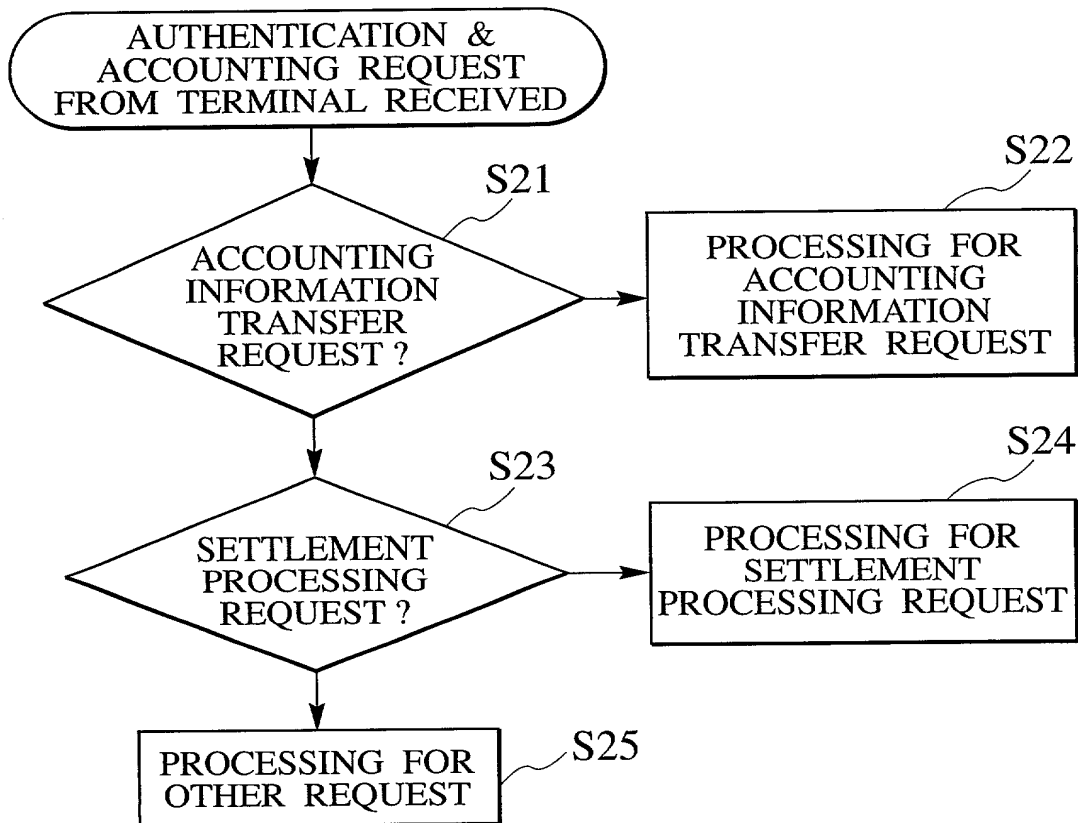 AUTHENTICATION &
ACCOUNTING REQUEST
FROM TERMINAL RECEIVED
S21
ACCOUNTING
INFORMATION
TRANSFER
REQUEST ?
S22
PROCESSING FOR
ACCOUNTING
INFORMATION
TRANSFER REQUEST
S23
SETTLEMENT
PROCESSING
REQUEST ?
S24
PROCESSING FOR
SETTLEMENT
PROCESSING REQUEST
S25
PROCESSING FOR
OTHER REQUEST